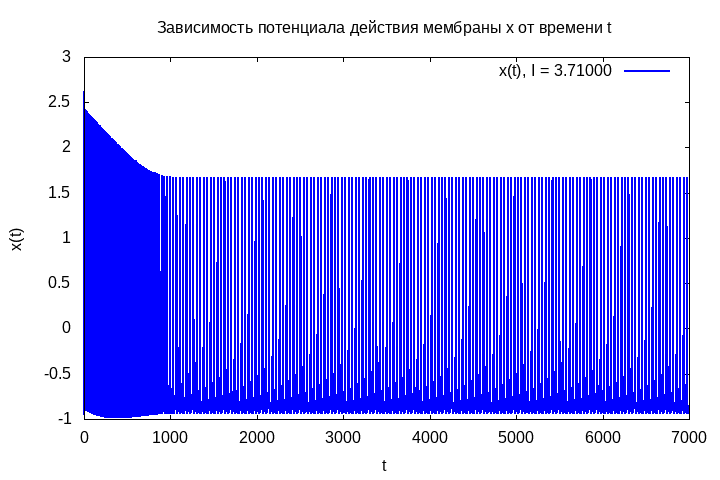 Зависимость потенциала действия мембраны x от времени t
x(t), I = 3.71000
3
2.5
2
1.5
1
0.5
0
-0.5
-1
x(t)
0 1000 2000 3000 4000 5000 6000 7000
t